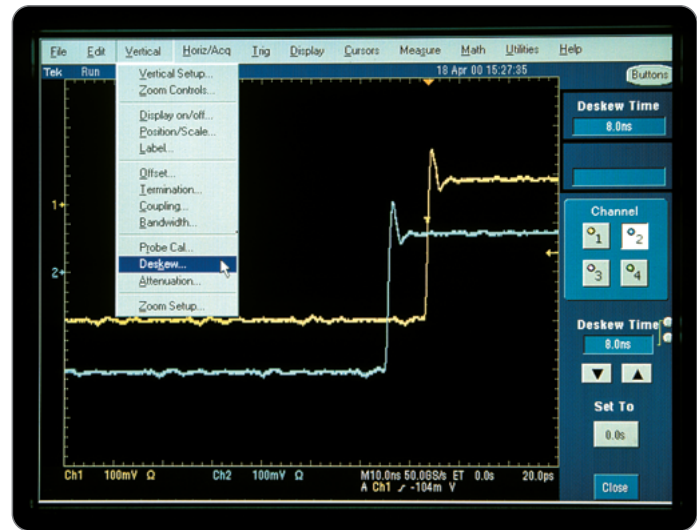 File Edit Vertical Horiz/Acq Trig Display Cursors Measure Math Utilities Help
Tek Run
18 Apr 00 15:27:35
Buttons
Vertical Setup...
Zoom Controls...
Display on/off...
Position/Scale...
Label...
Offset...
Termination...
Coupling...
Bandwidth...
Probe Cal...
Deskew...
Attenuation...
Zoom Setup...
1
2
Deskew Time
8.0ns
Channel
1 2
3 4
Deskew Time
8.0ns
Set To
0.0s
Close
Ch1 100mV Ω Ch2 100mV Ω M10.0ns 50.0GS/s ET 0.0s 20.0ps
A Ch1 -104m V